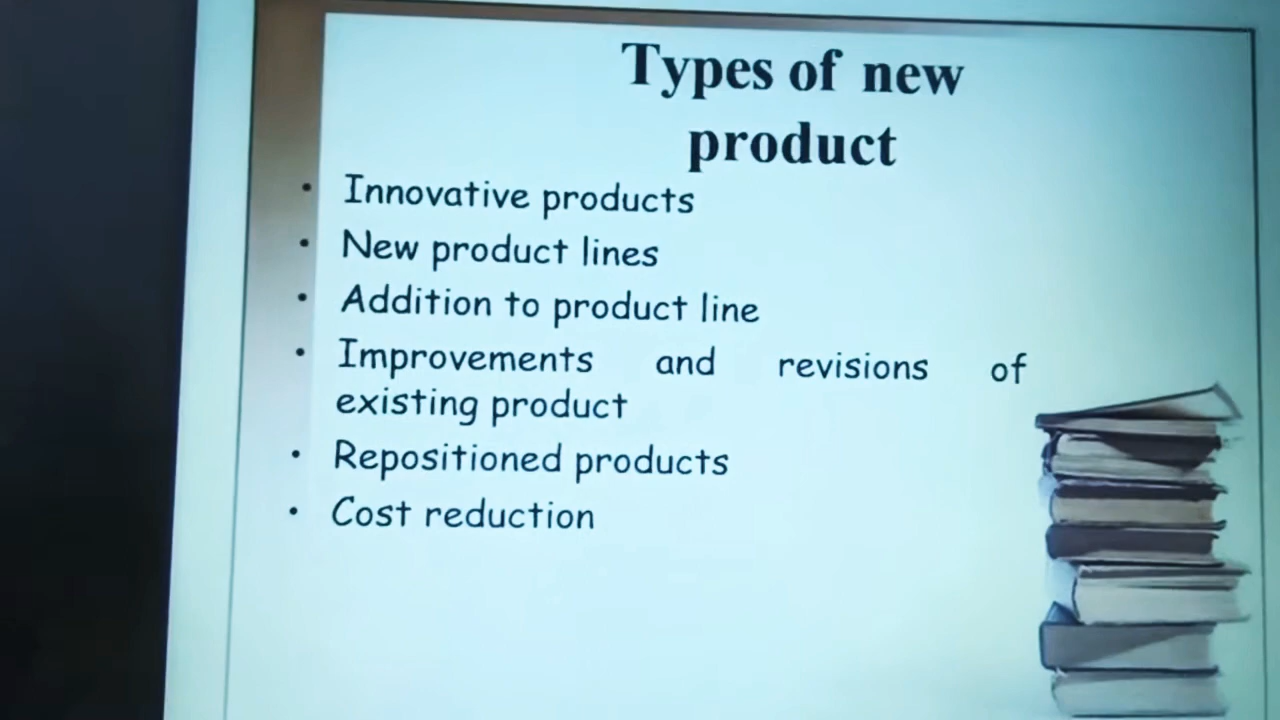 Types of new
product
• Innovative products
• New product lines
• Addition to product line
• Improvements and revisions of
existing product
• Repositioned products
• Cost reduction